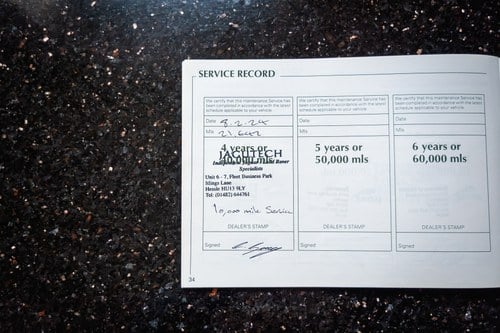 SERVICE RECORD
We certify that this maintenance Service has been completed in accordance with the latest schedule applicable to your vehicle.
Date
Mls
4 years or
40,000 mls
JAGUTECH
Specialists
Unit 6 - 7, Fleet Business Park
Itlings Lane
Hessle HU13 9LY
Tel: (01482) 644761
10,000 mile Service
DEALER'S STAMP
Signed
We certify that this maintenance Service has been completed in accordance with the latest schedule applicable to your vehicle.
Date
Mls
5 years or
50,000 mls
DEALER'S STAMP
Signed
We certify that this maintenance Service has been completed in accordance with the latest schedule applicable to your vehicle.
Date
Mls
6 years or
60,000 mls
DEALER'S STAMP
Signed
34